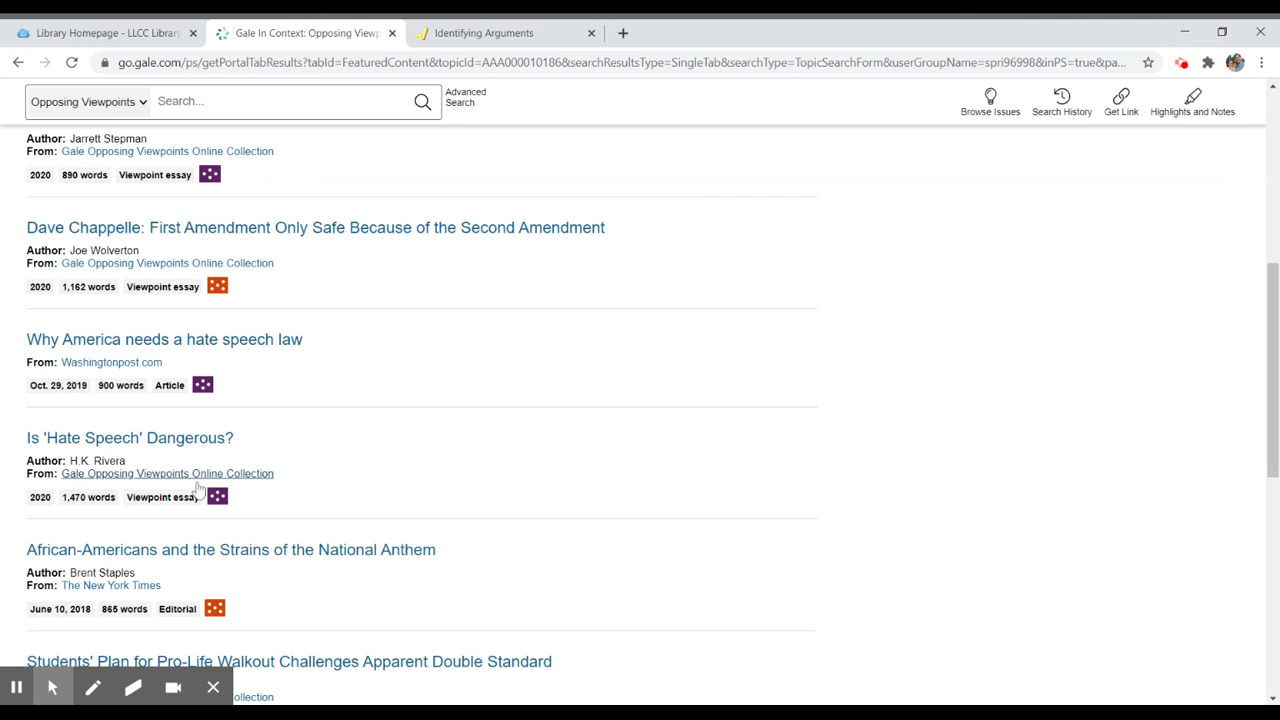 Library Homepage - LLCC Library
Gale In Context: Opposing Viewp
Identifying Arguments
go.gale.com/ps/getPortalTabResults?tabId=FeaturedContent&topicId=AAA000010186&searchResultsType=SingleTab&searchType=TopicSearchForm&userGroupName=spri96998&inPS=true&pa...
Opposing Viewpoints
Search...
Advanced
Search
Browse Issues
Search History
Get Link
Highlights and Notes
Author: Jarrett Stepman
From: Gale Opposing Viewpoints Online Collection
2020 890 words Viewpoint essay
Dave Chappelle: First Amendment Only Safe Because of the Second Amendment
Author: Joe Wolverton
From: Gale Opposing Viewpoints Online Collection
2020 1,162 words Viewpoint essay
Why America needs a hate speech law
From: Washingtonpost.com
Oct. 29, 2019 900 words Article
Is 'Hate Speech' Dangerous?
Author: H.K. Rivera
From: Gale Opposing Viewpoints Online Collection
2020 1,470 words Viewpoint essay
African-Americans and the Strains of the National Anthem
Author: Brent Staples
From: The New York Times
June 10, 2018 865 words Editorial
Students' Plan for Pro-Life Walkout Challenges Apparent Double Standard
ollection